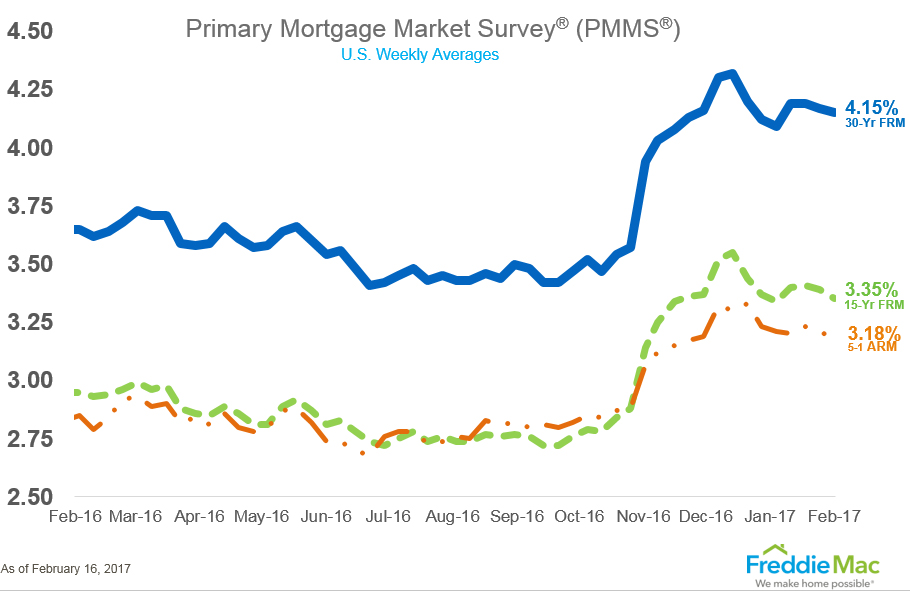 Primary Mortgage Market Survey® (PMMS®)
U.S. Weekly Averages
4.50
4.25
4.00
3.75
3.50
3.25
3.00
2.75
2.50
4.15%
30-Yr FRM
3.35%
15-Yr FRM
3.18%
5-1 ARM
Feb-16 Mar-16 Apr-16 May-16 Jun-16 Jul-16 Aug-16 Sep-16 Oct-16 Nov-16 Dec-16 Jan-17 Feb-17
As of February 16, 2017
FreddieMac
We make home possible®